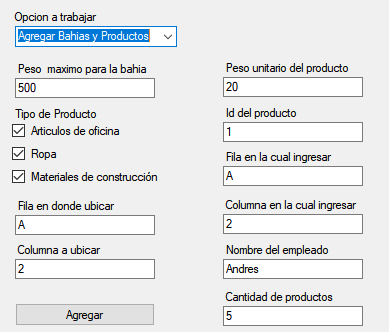 Opcion a trabajar
Agregar Bahias y Productos
Peso maximo para la bahia
500
Tipo de Producto
Articulos de oficina
Ropa
Materiales de construcción
Fila en donde ubicar
A
Columna a ubicar
2
Agregar
Peso unitario del producto
20
Id del producto
1
Fila en la cual ingresar
A
Columna en la cual ingresar
2
Nombre del empleado
Andres
Cantidad de productos
5